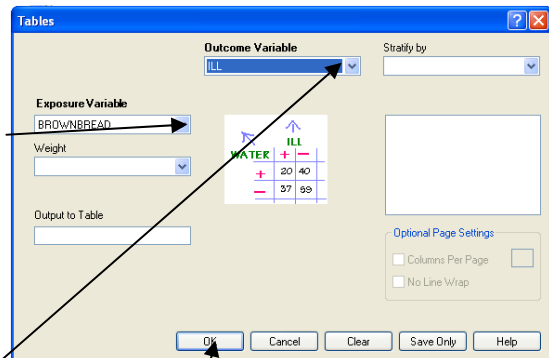 Tables
Outcome Variable
Stratify by
ILL
Exposure Variable
BROWNBREAD
Weight
ILL
WATER + −
+ 20 40
− 37 59
Output to Table
Optional Page Settings
Columns Per Page
No Line Wrap
OK Cancel Clear Save Only Help